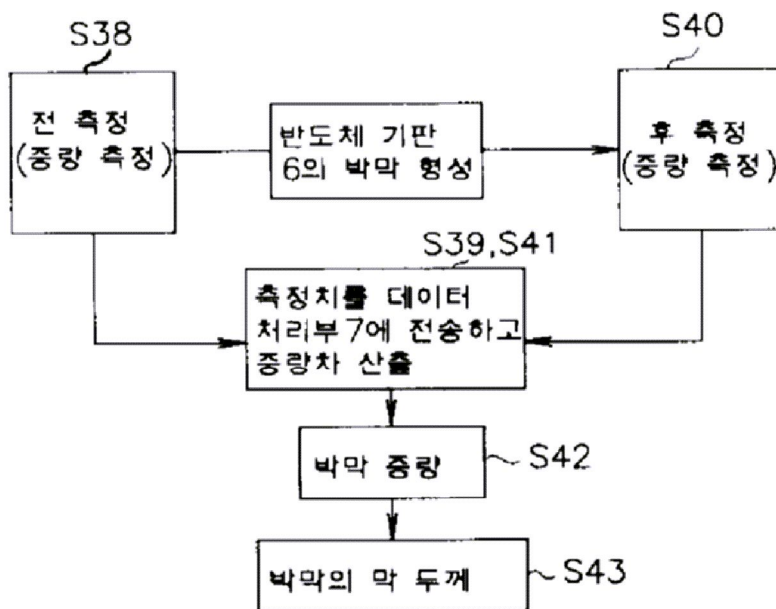 S38
전 측정
(중량 측정)
반도체 기판
6의 박막 형성
S40
후 측정
(중량 측정)
S39,S41
측정치를 데이터
처리부 7에 전송하고
중량차 산출
박막 중량
S42
박막의 막 두께
S43